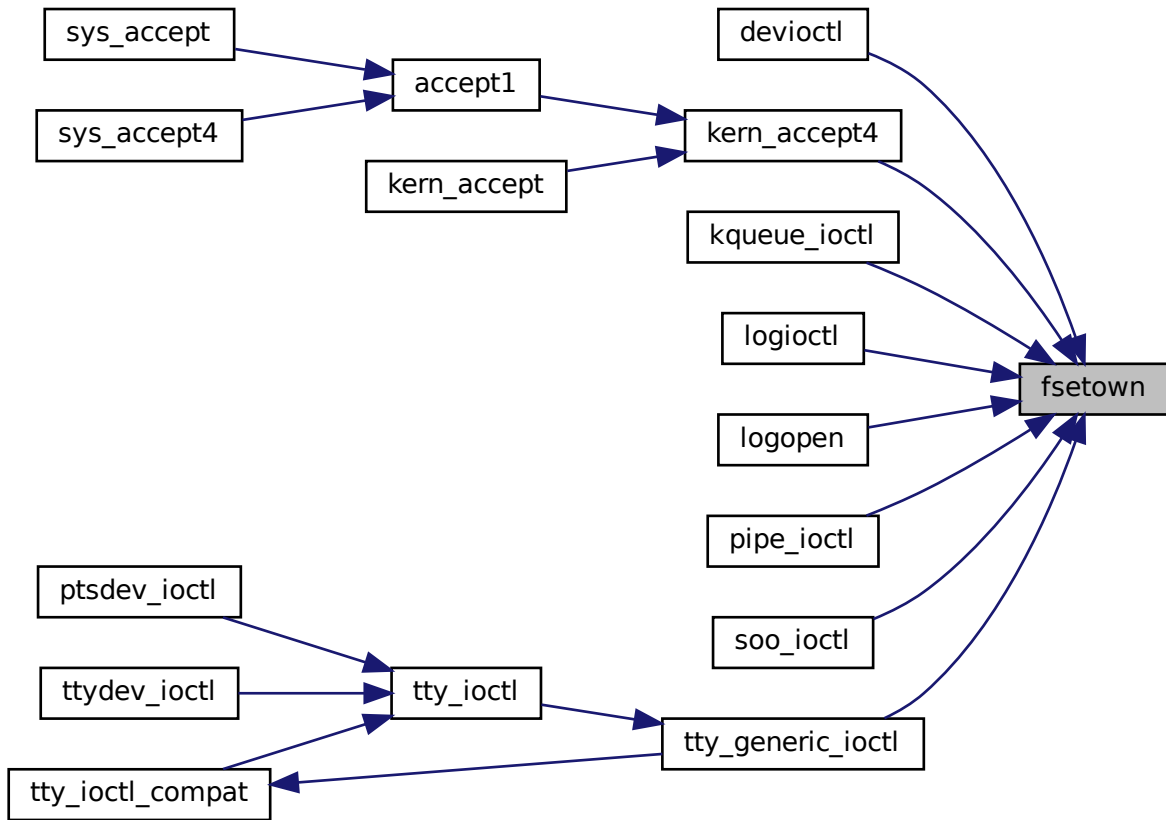 sys_accept
devioctl
accept1
sys_accept4
kern_accept4
kern_accept
kqueue_ioctl
logioctl
fsetown
logopen
pipe_ioctl
ptsdev_ioctl
soo_ioctl
ttydev_ioctl
tty_ioctl
tty_generic_ioctl
tty_ioctl_compat